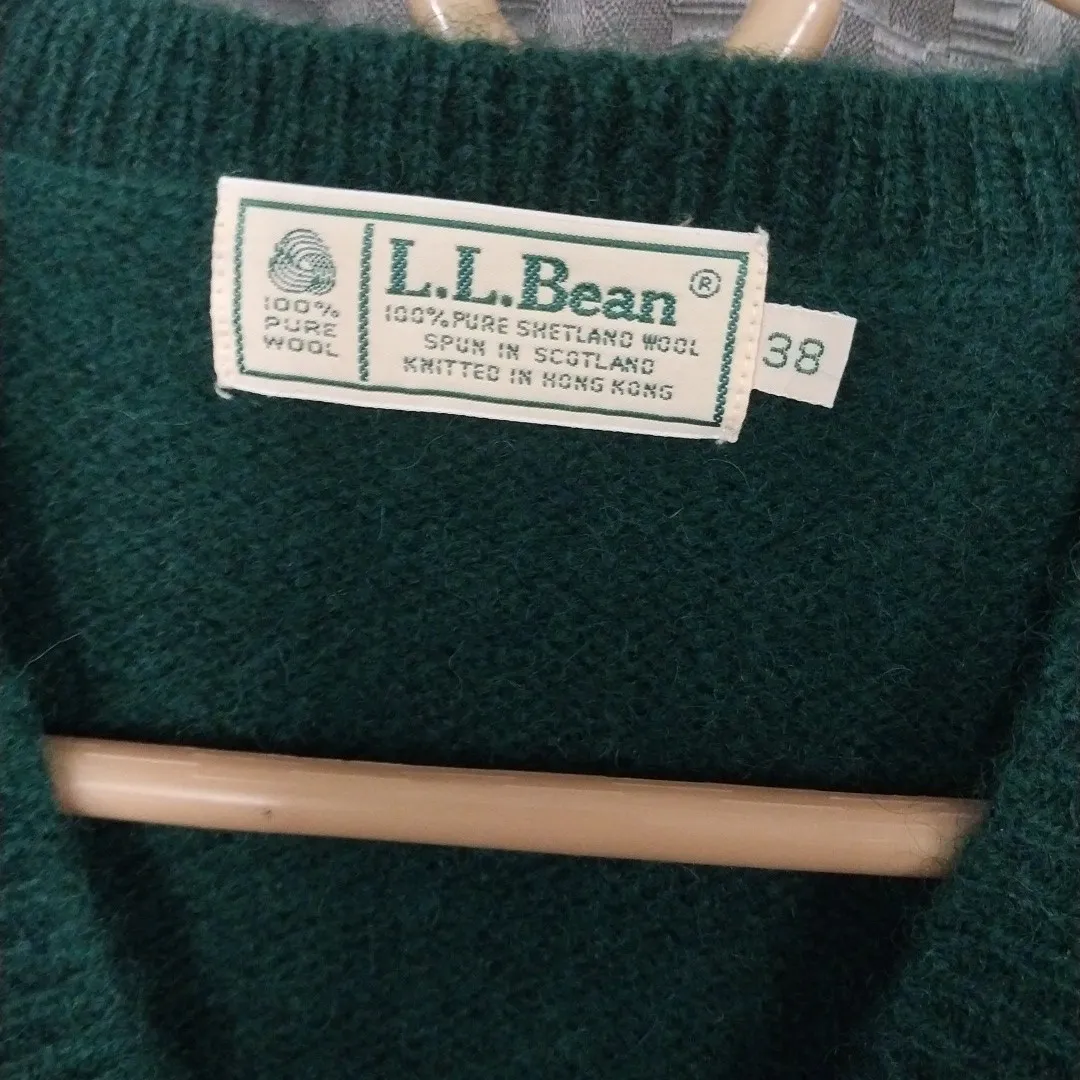 100%
PURE
WOOL
L.L.Bean®
100% PURE SHETLAND WOOL
SPUN IN SCOTLAND
KNITTED IN HONG KONG
38